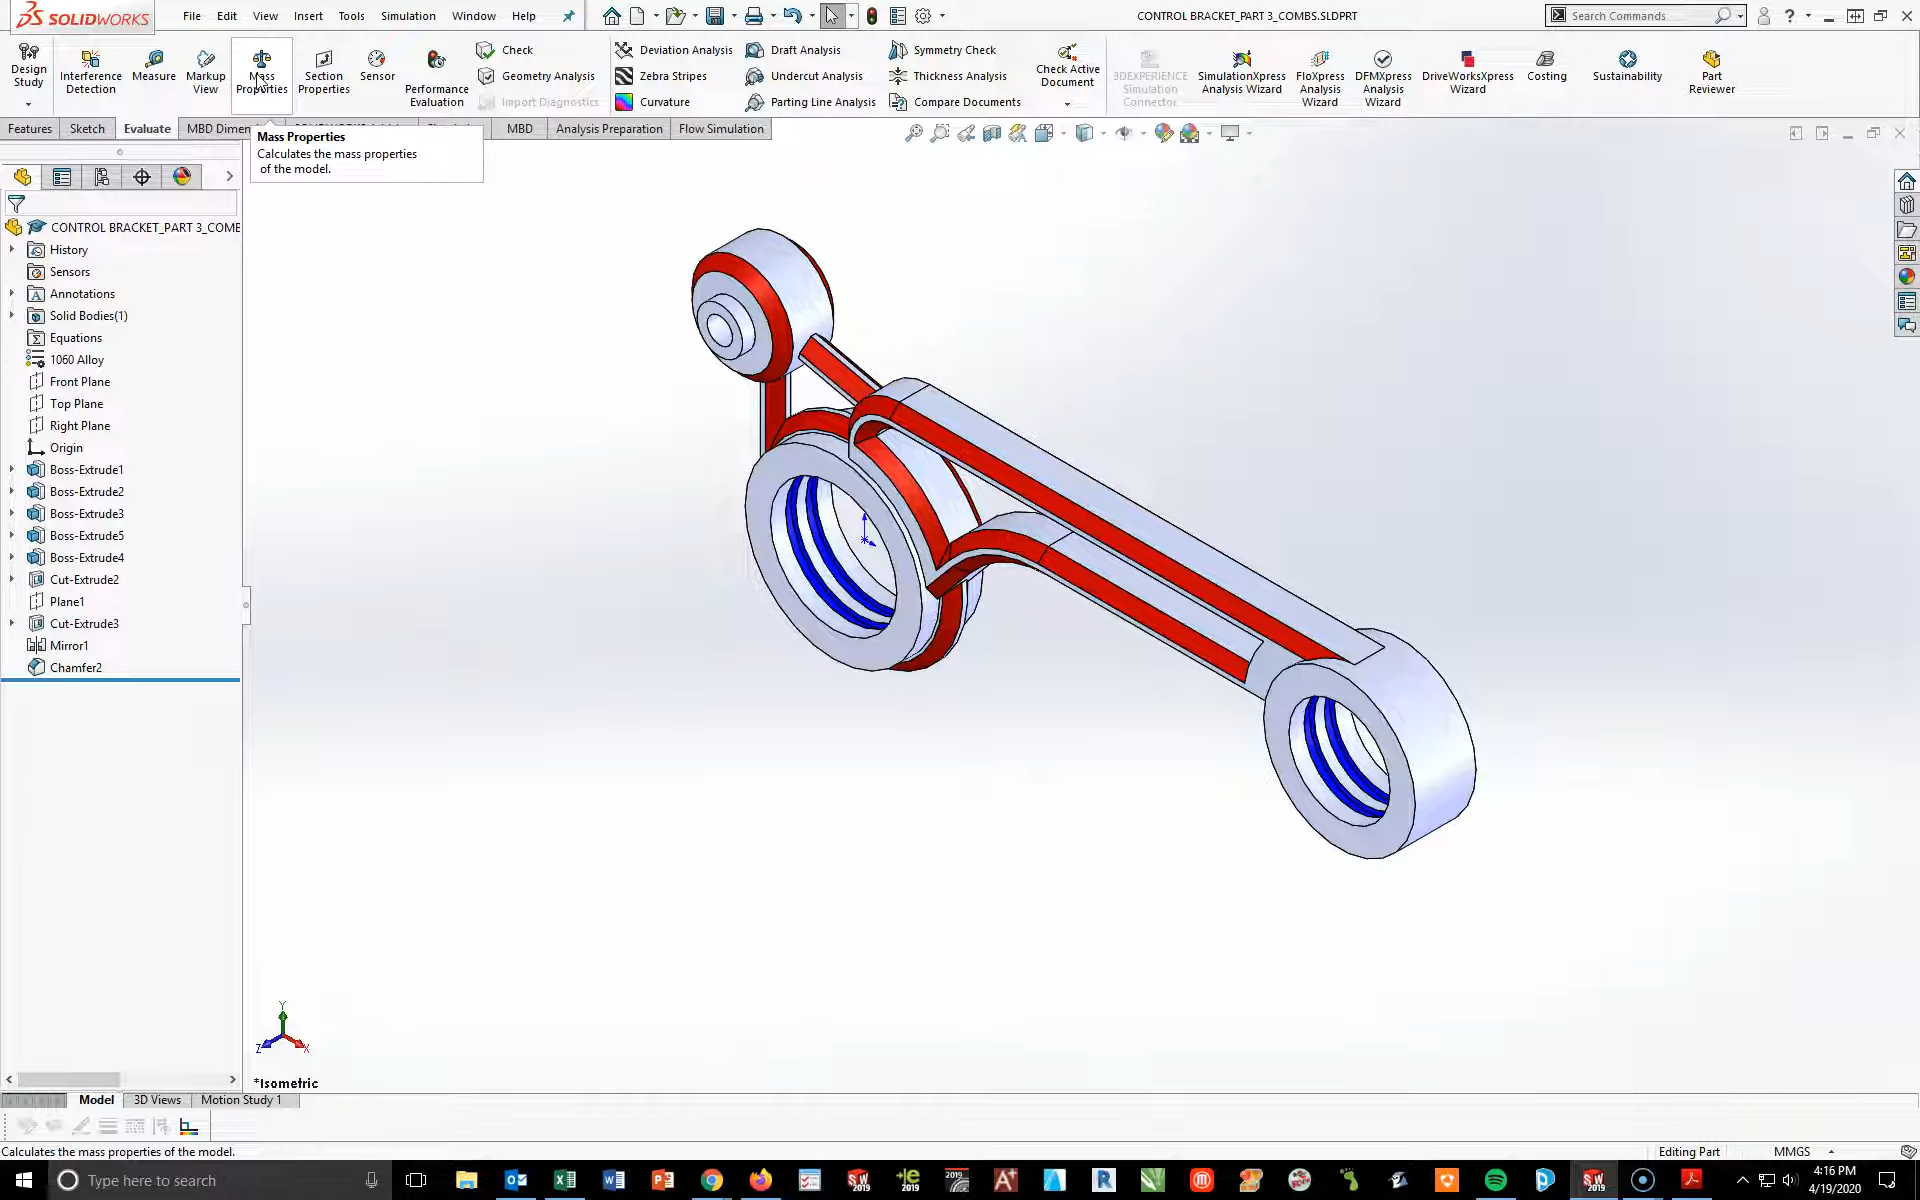 SOLIDWORKS
File Edit View Insert Tools Simulation Window Help
CONTROL BRACKET_PART 3_COMBS.SLDPRT
Search Commands
Design Study
Interference Detection
Measure
Markup View
Mass Properties
Section Properties
Sensor
Performance Evaluation
Check
Geometry Analysis
Import Diagnostics
Deviation Analysis
Zebra Stripes
Curvature
Draft Analysis
Undercut Analysis
Parting Line Analysis
Symmetry Check
Thickness Analysis
Compare Documents
Check Active Document
3DEXPERIENCE Simulation Connector
SimulationXpress Analysis Wizard
FloXpress Analysis Wizard
DFMXpress Analysis Wizard
DriveWorksXpress Wizard
Costing
Sustainability
Part Reviewer
Features Sketch Evaluate MBD Dimen MBD Analysis Preparation Flow Simulation
Mass Properties
Calculates the mass properties
of the model.
CONTROL BRACKET_PART 3_COMB
History
Sensors
Annotations
Solid Bodies(1)
Equations
1060 Alloy
Front Plane
Top Plane
Right Plane
Origin
Boss-Extrude1
Boss-Extrude2
Boss-Extrude3
Boss-Extrude5
Boss-Extrude4
Cut-Extrude2
Plane1
Cut-Extrude3
Mirror1
Chamfer2
Y
Z X
*Isometric
Model 3D Views Motion Study 1
Calculates the mass properties of the model.
Editing Part MMGS
Type here to search
4:16 PM
4/19/2020